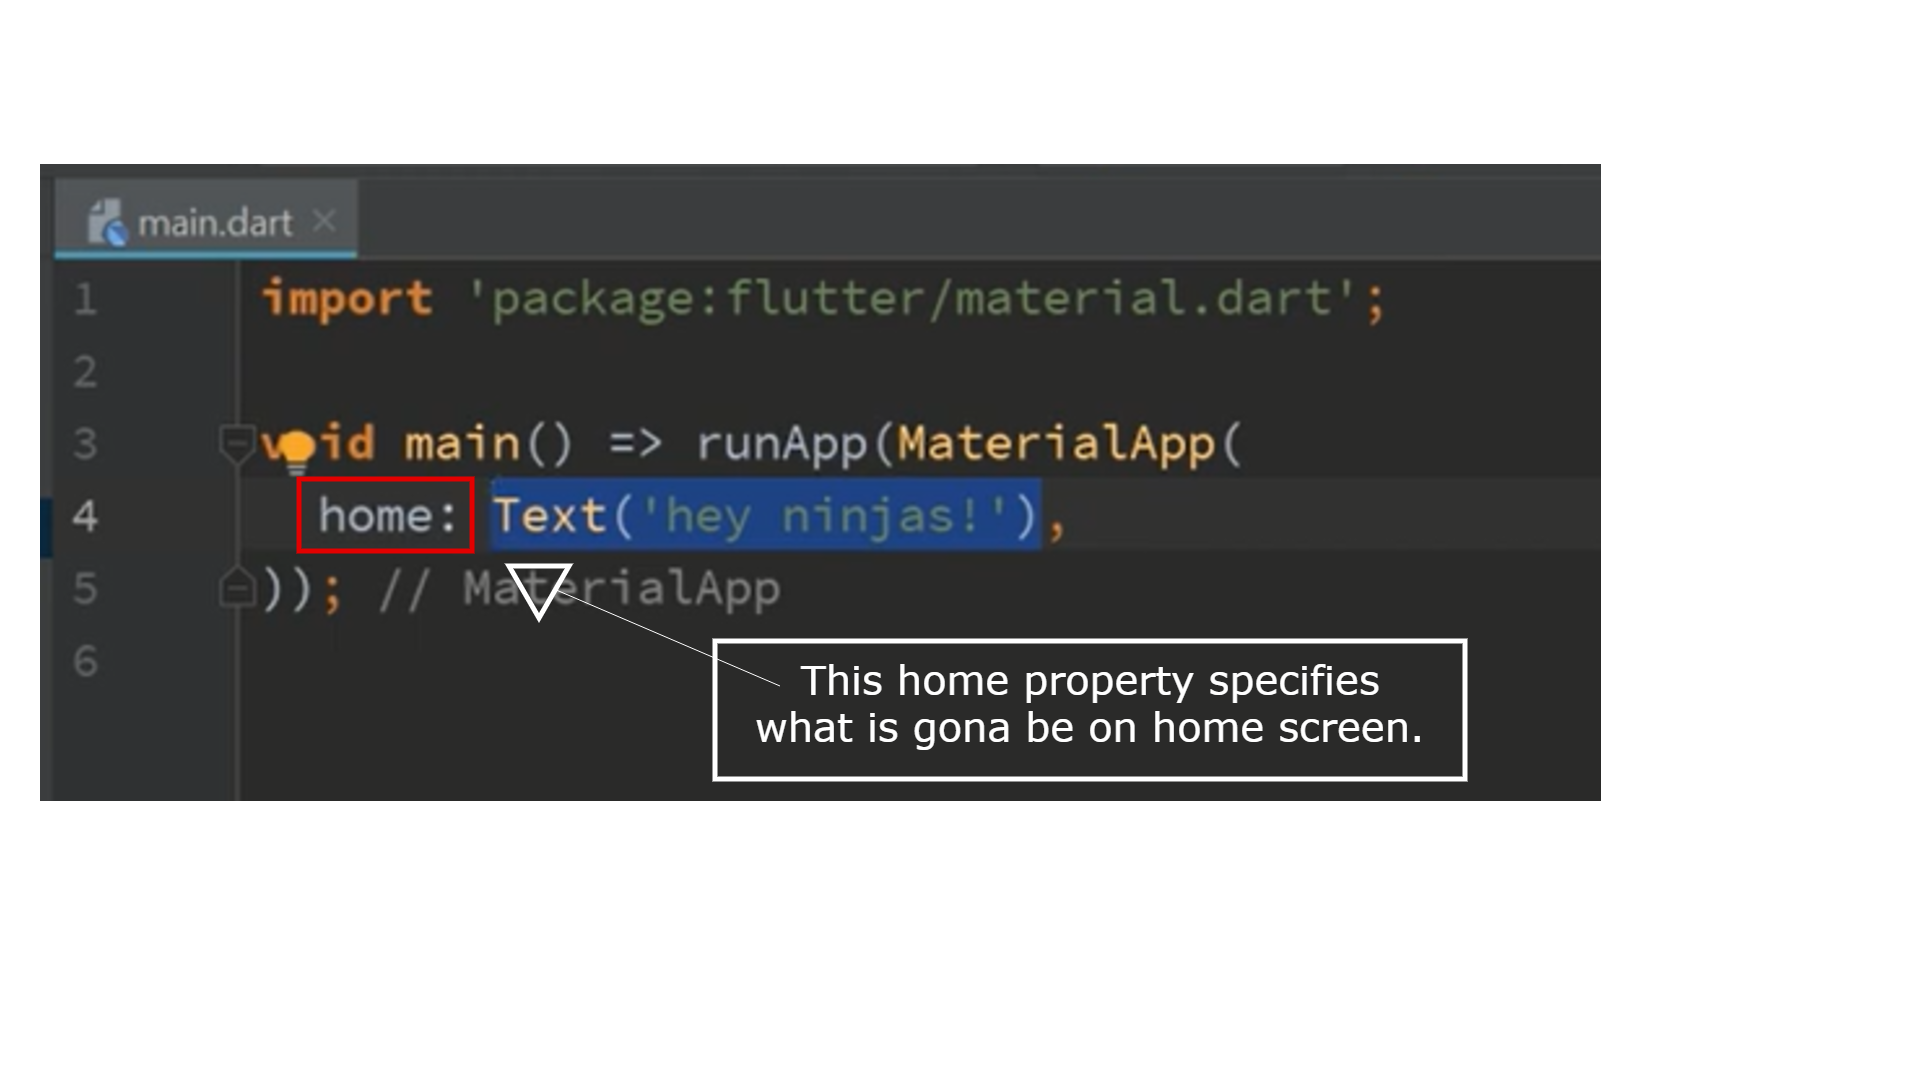 main.dart
1 import 'package:flutter/material.dart';
2
3 void main() => runApp(MaterialApp(
4 home: Text('hey ninjas!'),
5 )); // MaterialApp
6
This home property specifies
what is gona be on home screen.